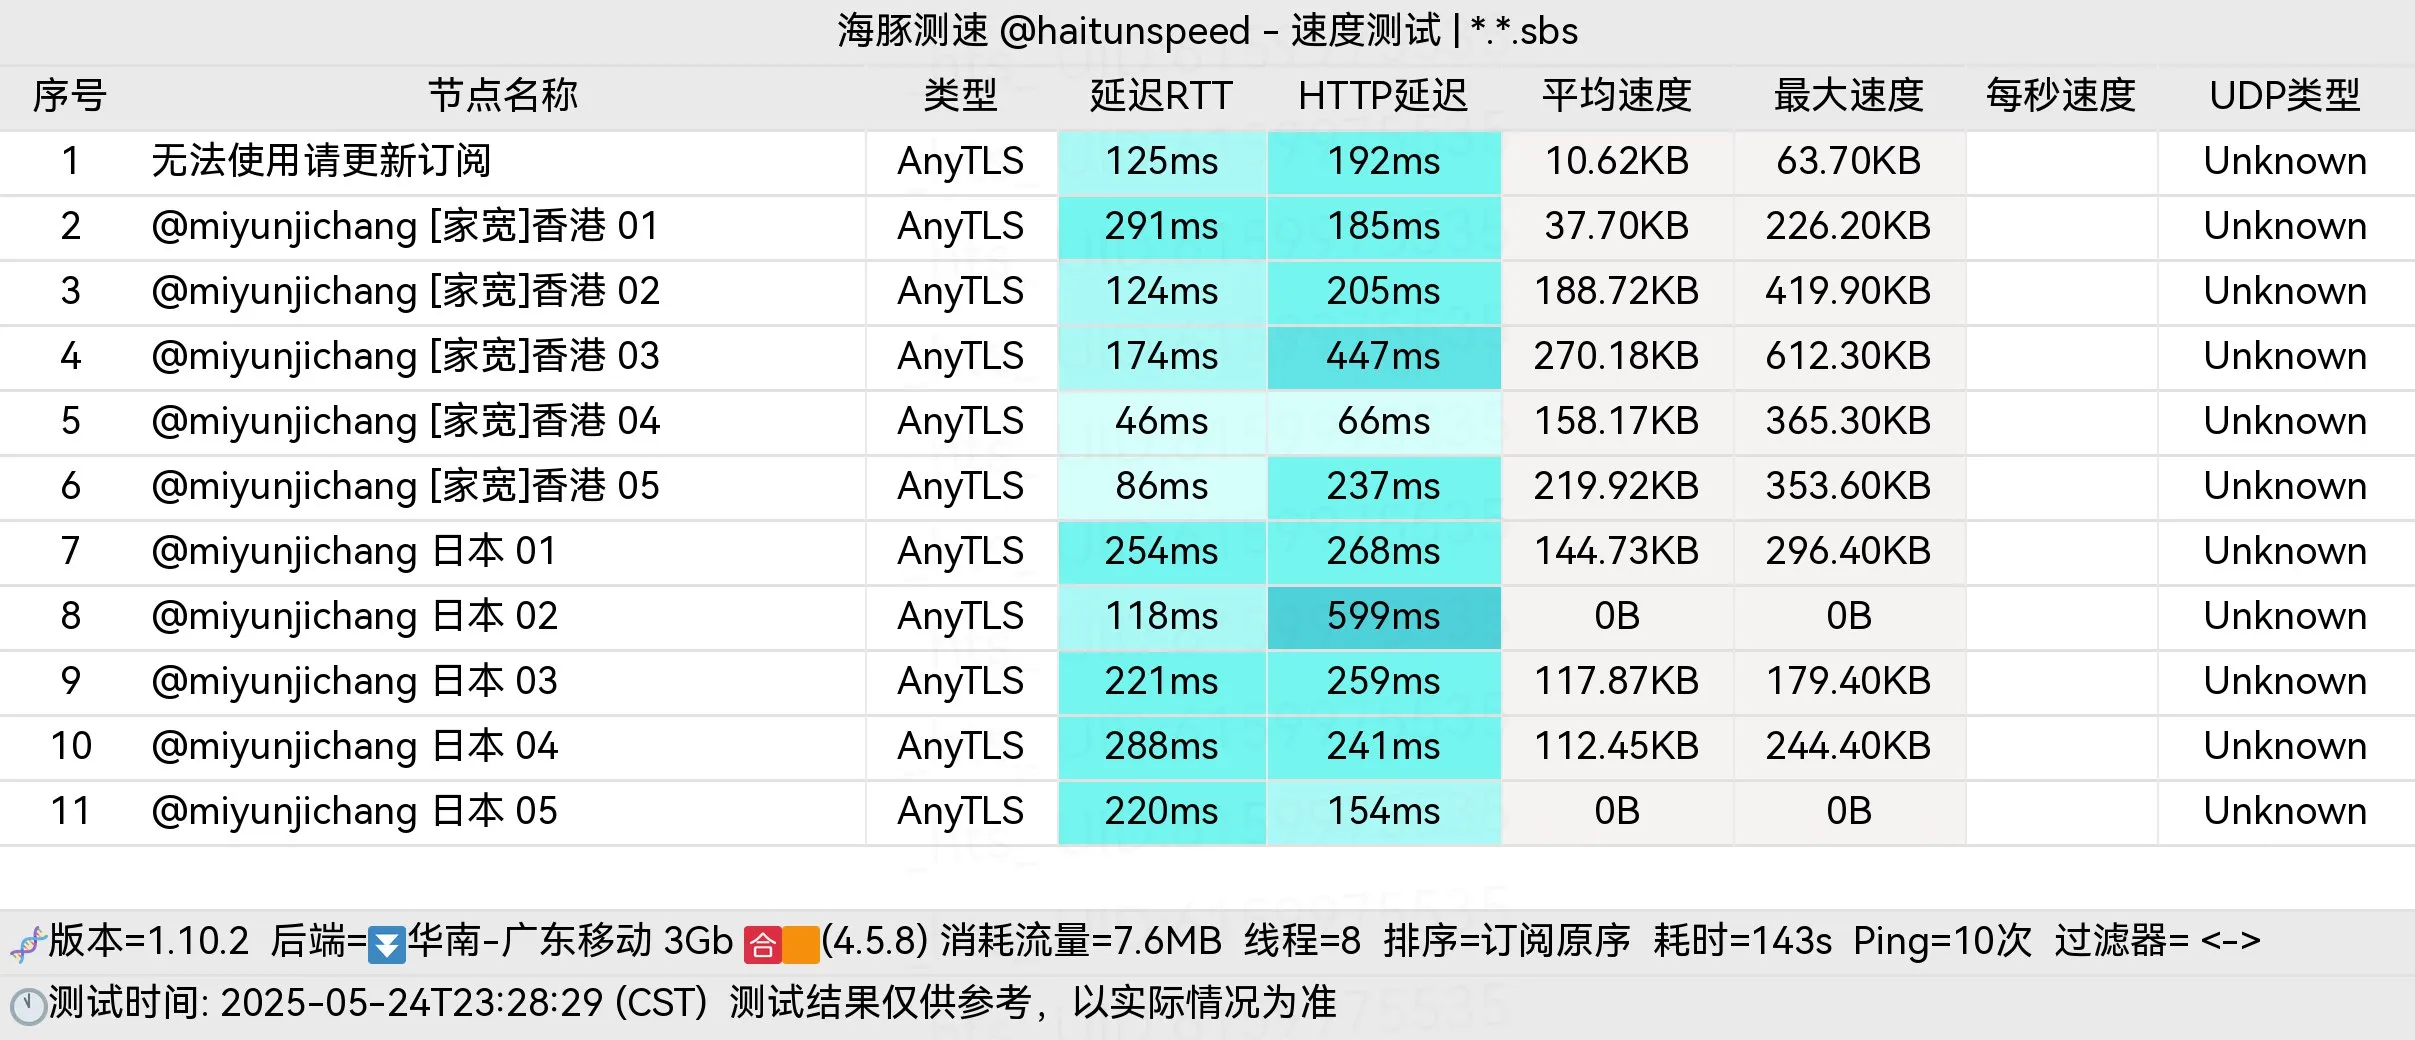 海豚测速 @haitunspeed - 速度测试 | *.*.sbs
序号 节点名称 类型 延迟RTT HTTP延迟 平均速度 最大速度 每秒速度 UDP类型
1 无法使用请更新订阅 AnyTLS 125ms 192ms 10.62KB 63.70KB Unknown
2 @miyunjichang [家宽]香港 01 AnyTLS 291ms 185ms 37.70KB 226.20KB Unknown
3 @miyunjichang [家宽]香港 02 AnyTLS 124ms 205ms 188.72KB 419.90KB Unknown
4 @miyunjichang [家宽]香港 03 AnyTLS 174ms 447ms 270.18KB 612.30KB Unknown
5 @miyunjichang [家宽]香港 04 AnyTLS 46ms 66ms 158.17KB 365.30KB Unknown
6 @miyunjichang [家宽]香港 05 AnyTLS 86ms 237ms 219.92KB 353.60KB Unknown
7 @miyunjichang 日本 01 AnyTLS 254ms 268ms 144.73KB 296.40KB Unknown
8 @miyunjichang 日本 02 AnyTLS 118ms 599ms 0B 0B Unknown
9 @miyunjichang 日本 03 AnyTLS 221ms 259ms 117.87KB 179.40KB Unknown
10 @miyunjichang 日本 04 AnyTLS 288ms 241ms 112.45KB 244.40KB Unknown
11 @miyunjichang 日本 05 AnyTLS 220ms 154ms 0B 0B Unknown
🧬版本=1.10.2 后端=⏬华南-广东移动 3Gb 🈴🟧(4.5.8) 消耗流量=7.6MB 线程=8 排序=订阅原序 耗时=143s Ping=10次 过滤器= <->
🕚测试时间: 2025-05-24T23:28:29 (CST) 测试结果仅供参考，以实际情况为准